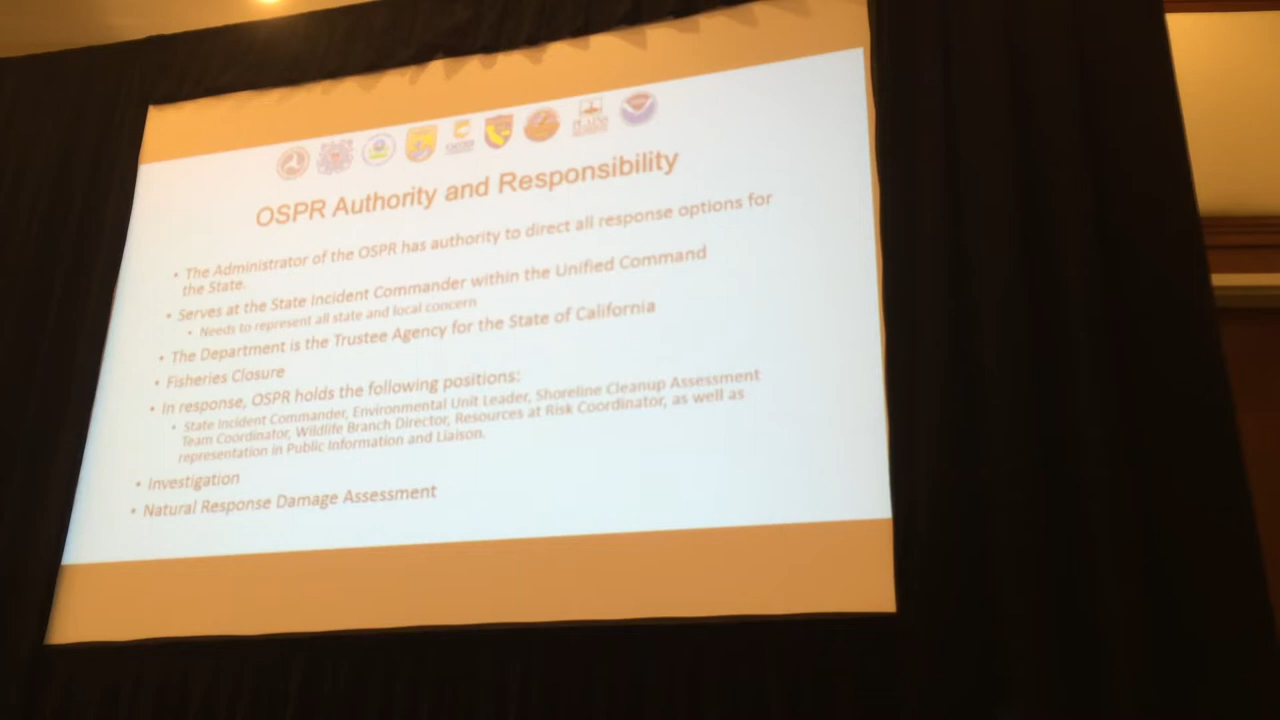 OSPR Authority and Responsibility
• The Administrator of the OSPR has authority to direct all response options for
the State.
• Serves at the State Incident Commander within the Unified Command
• Needs to represent all state and local concern
• The Department is the Trustee Agency for the State of California
• Fisheries Closure
• In response, OSPR holds the following positions:
• State Incident Commander, Environmental Unit Leader, Shoreline Cleanup Assessment
Team Coordinator, Wildlife Branch Director, Resources at Risk Coordinator, as well as
representation in Public Information and Liaison.
• Investigation
• Natural Response Damage Assessment